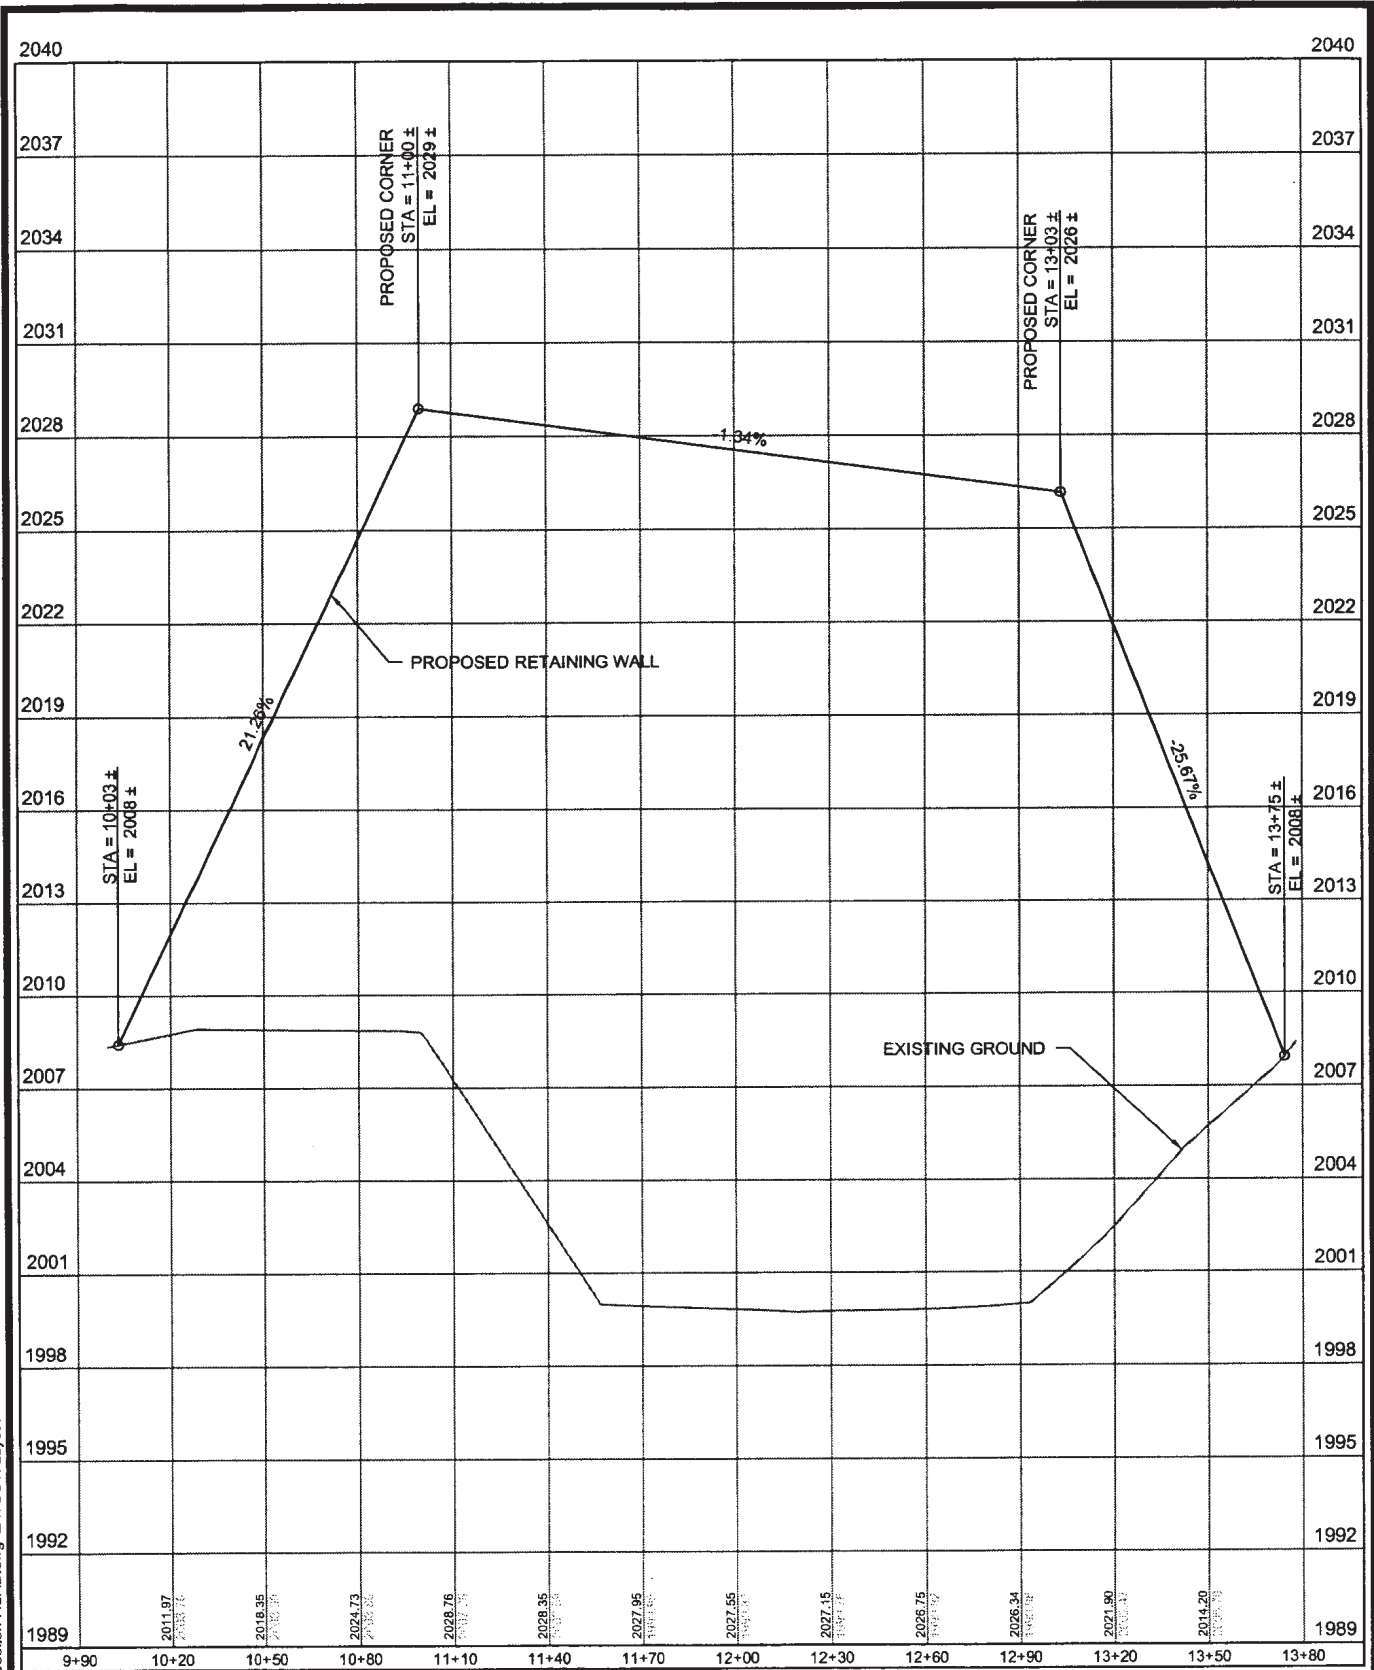 2040 2040
2037 2037
2034 2034
2031 2031
2028 2028
2025 2025
2022 2022
2019 2019
2016 2016
2013 2013
2010 2010
2007 2007
2004 2004
2001 2001
1998 1998
1995 1995
1992 1992
1989 1989
PROPOSED CORNER
STA = 11+00 ±
EL = 2029 ±
PROPOSED CORNER
STA = 13+03 ±
EL = 2026 ±
-1.34%
PROPOSED RETAINING WALL
21.26%
-25.67%
STA = 10+03 ±
EL = 2008 ±
STA = 13+75 ±
EL = 2008 ±
EXISTING GROUND
2011.97
2018.35
2024.73
2028.76
2028.35
2027.95
2027.55
2027.15
2026.75
2026.34
2021.90
2014.20
9+90 10+20 10+50 10+80 11+10 11+40 11+70 12+00 12+30 12+60 12+90 13+20 13+50 13+80